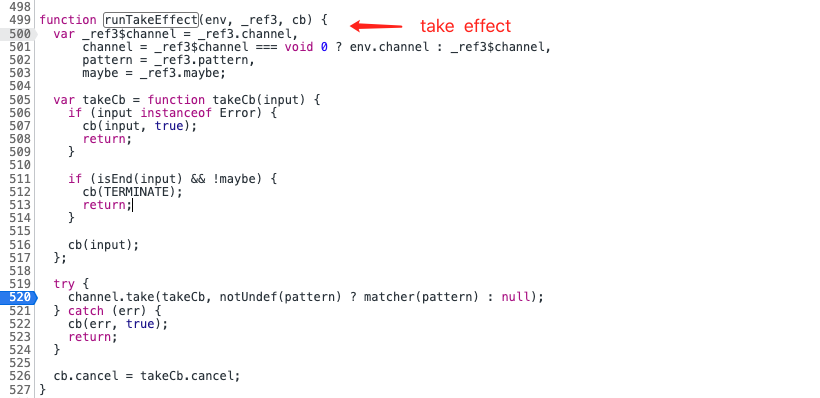 498
499 function runTakeEffect(env, _ref3, cb) { take effect
500   var _ref3$channel = _ref3.channel,
501       channel = _ref3$channel === void 0 ? env.channel : _ref3$channel,
502       pattern = _ref3.pattern,
503       maybe = _ref3.maybe;
504
505   var takeCb = function takeCb(input) {
506     if (input instanceof Error) {
507       cb(input, true);
508       return;
509     }
510
511     if (isEnd(input) && !maybe) {
512       cb(TERMINATE);
513       return;
514     }
515
516     cb(input);
517   };
518
519   try {
520     channel.take(takeCb, notUndef(pattern) ? matcher(pattern) : null);
521   } catch (err) {
522     cb(err, true);
523     return;
524   }
525
526   cb.cancel = takeCb.cancel;
527 }